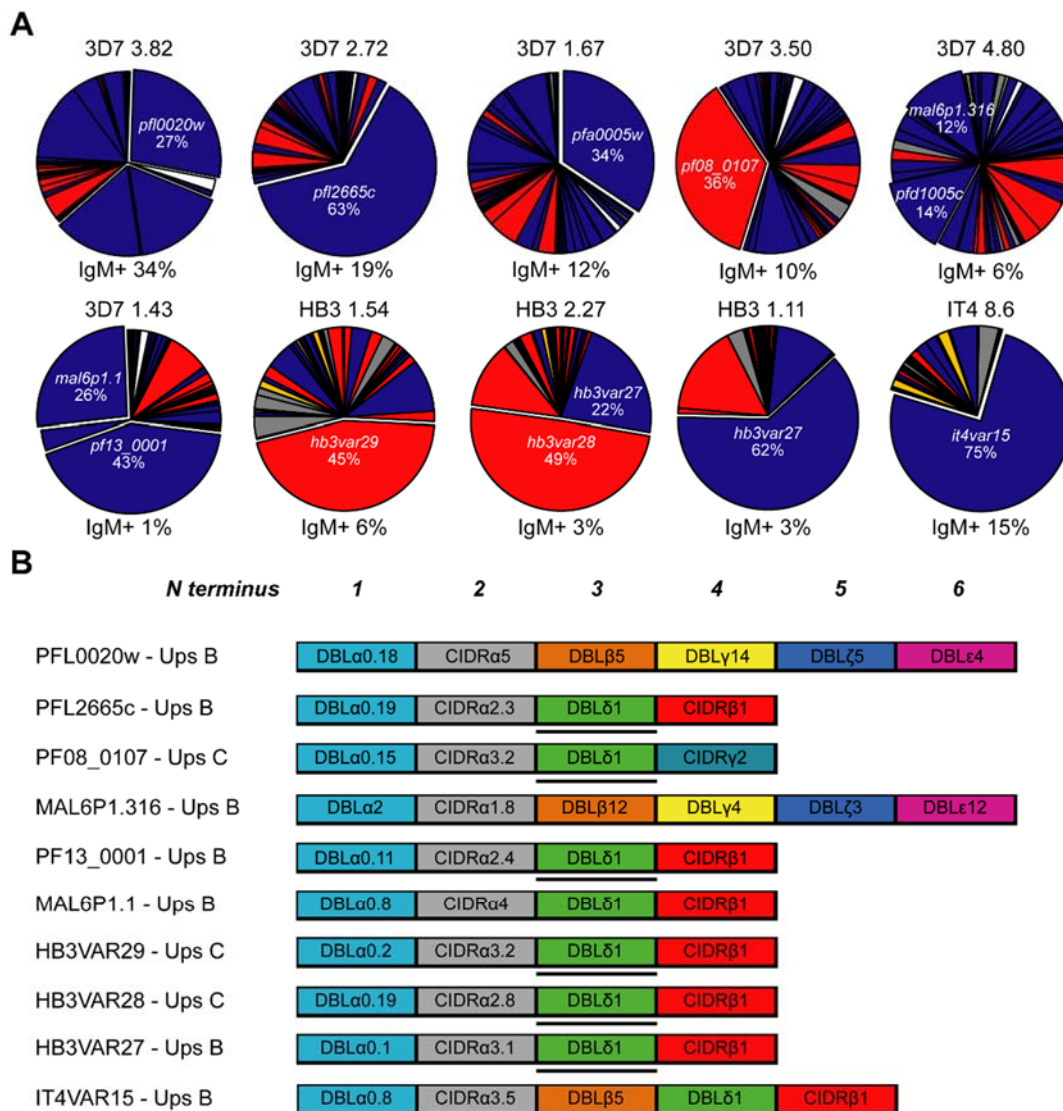 A
3D7 3.82 3D7 2.72 3D7 1.67 3D7 3.50 3D7 4.80
pfl0020w
27%
pfl2665c
63%
pfa0005w
34%
pf08_0107
36%
mal6p1.316
12%
pfd1005c
14%
IgM+ 34% IgM+ 19% IgM+ 12% IgM+ 10% IgM+ 6%
3D7 1.43 HB3 1.54 HB3 2.27 HB3 1.11 IT4 8.6
mal6p1.1
26%
pf13_0001
43%
hb3var29
45%
hb3var27
22%
hb3var28
49%
hb3var27
62%
it4var15
75%
IgM+ 1% IgM+ 6% IgM+ 3% IgM+ 3% IgM+ 15%
B
N terminus 1 2 3 4 5 6
PFL0020w - Ups B DBLα0.18 CIDRα5 DBLβ5 DBLγ14 DBLζ5 DBLε4
PFL2665c - Ups B DBLα0.19 CIDRα2.3 DBLδ1 CIDRβ1
PF08_0107 - Ups C DBLα0.15 CIDRα3.2 DBLδ1 CIDRγ2
MAL6P1.316 - Ups B DBLα2 CIDRα1.8 DBLβ12 DBLγ4 DBLζ3 DBLε12
PF13_0001 - Ups B DBLα0.11 CIDRα2.4 DBLδ1 CIDRβ1
MAL6P1.1 - Ups B DBLα0.8 CIDRα4 DBLδ1 CIDRβ1
HB3VAR29 - Ups C DBLα0.2 CIDRα3.2 DBLδ1 CIDRβ1
HB3VAR28 - Ups C DBLα0.19 CIDRα2.8 DBLδ1 CIDRβ1
HB3VAR27 - Ups B DBLα0.1 CIDRα3.1 DBLδ1 CIDRβ1
IT4VAR15 - Ups B DBLα0.8 CIDRα3.5 DBLβ5 DBLδ1 CIDRβ1